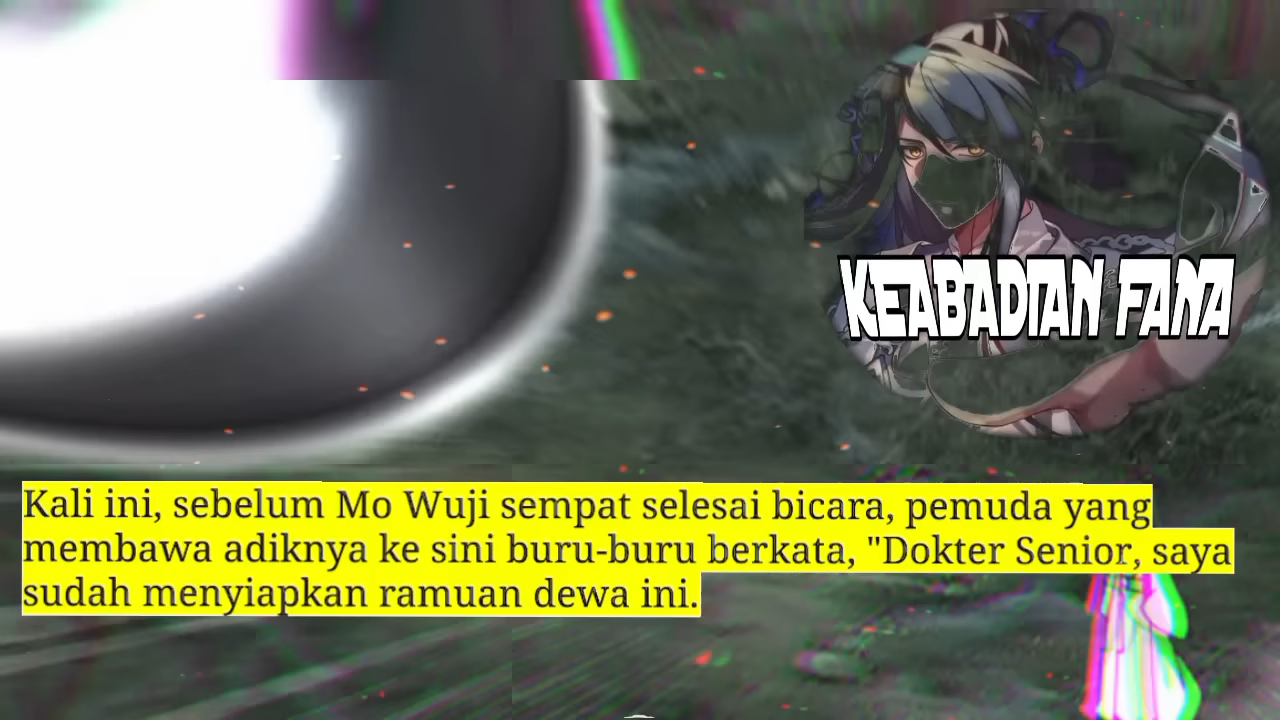 KEABADIAN FANA
Kali ini, sebelum Mo Wuji sempat selesai bicara, pemuda yang
membawa adiknya ke sini buru-buru berkata, "Dokter Senior, saya
sudah menyiapkan ramuan dewa ini.